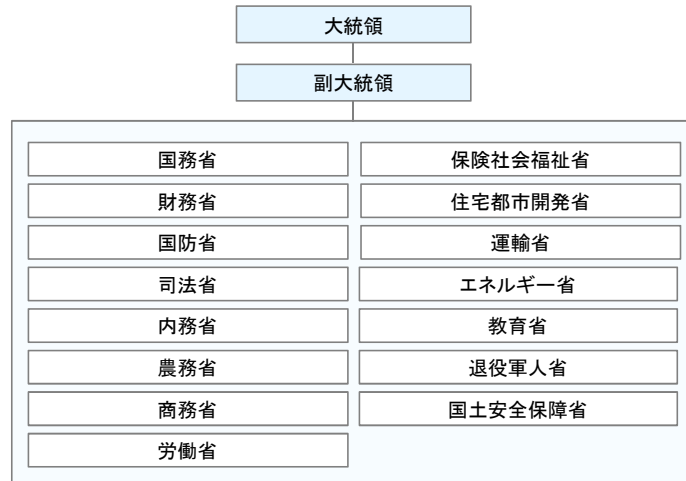 大統領
副大統領
国務省
財務省
国防省
司法省
内務省
農務省
商務省
労働省
保険社会福祉省
住宅都市開発省
運輸省
エネルギー省
教育省
退役軍人省
国土安全保障省